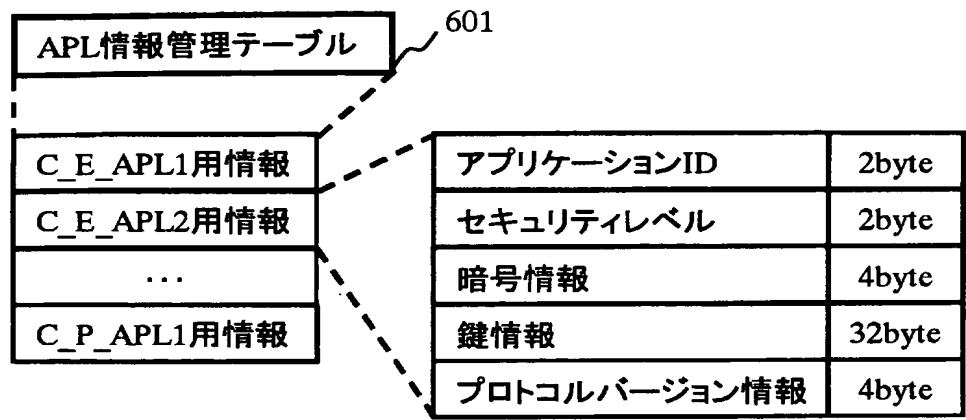 601
APL情報管理テーブル
C_E_APL1用情報
C_E_APL2用情報
...
C_P_APL1用情報
アプリケーションID 2byte
セキュリティレベル 2byte
暗号情報 4byte
鍵情報 32byte
プロトコルバージョン情報 4byte